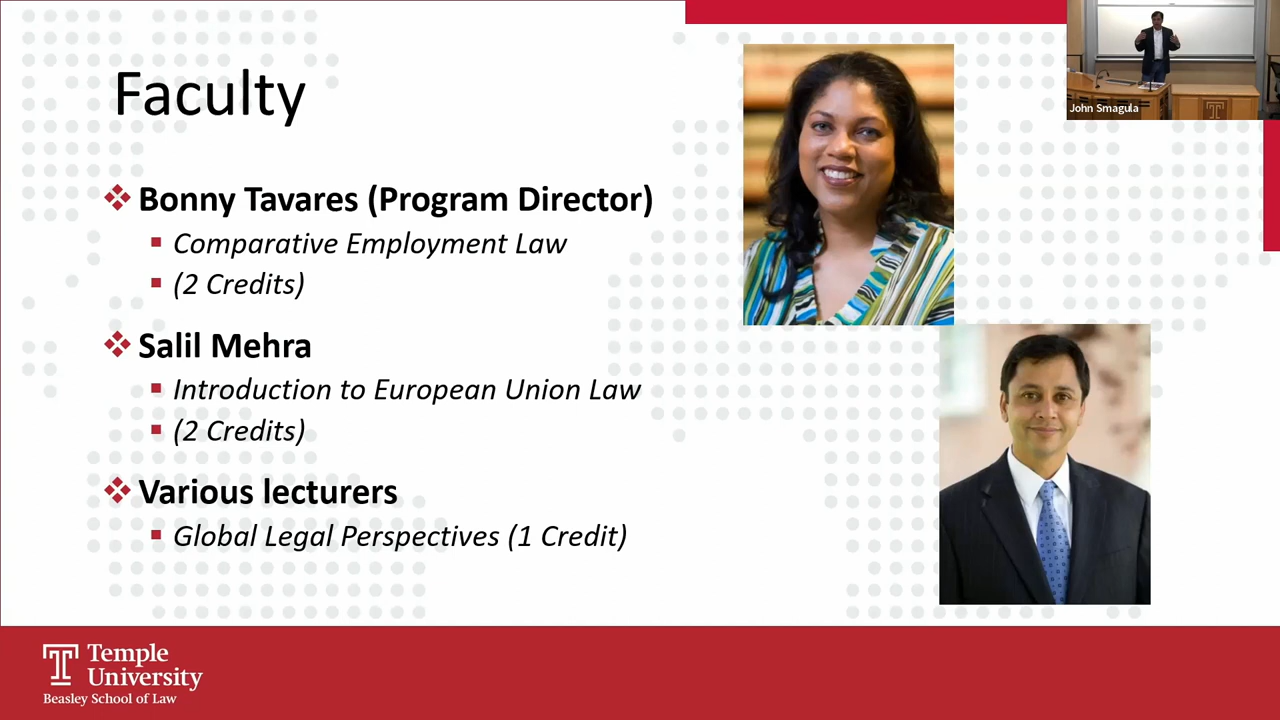 Faculty
Bonny Tavares (Program Director)
Comparative Employment Law
(2 Credits)
Salil Mehra
Introduction to European Union Law
(2 Credits)
Various lecturers
Global Legal Perspectives (1 Credit)
John Smagula
Temple
University
Beasley School of Law